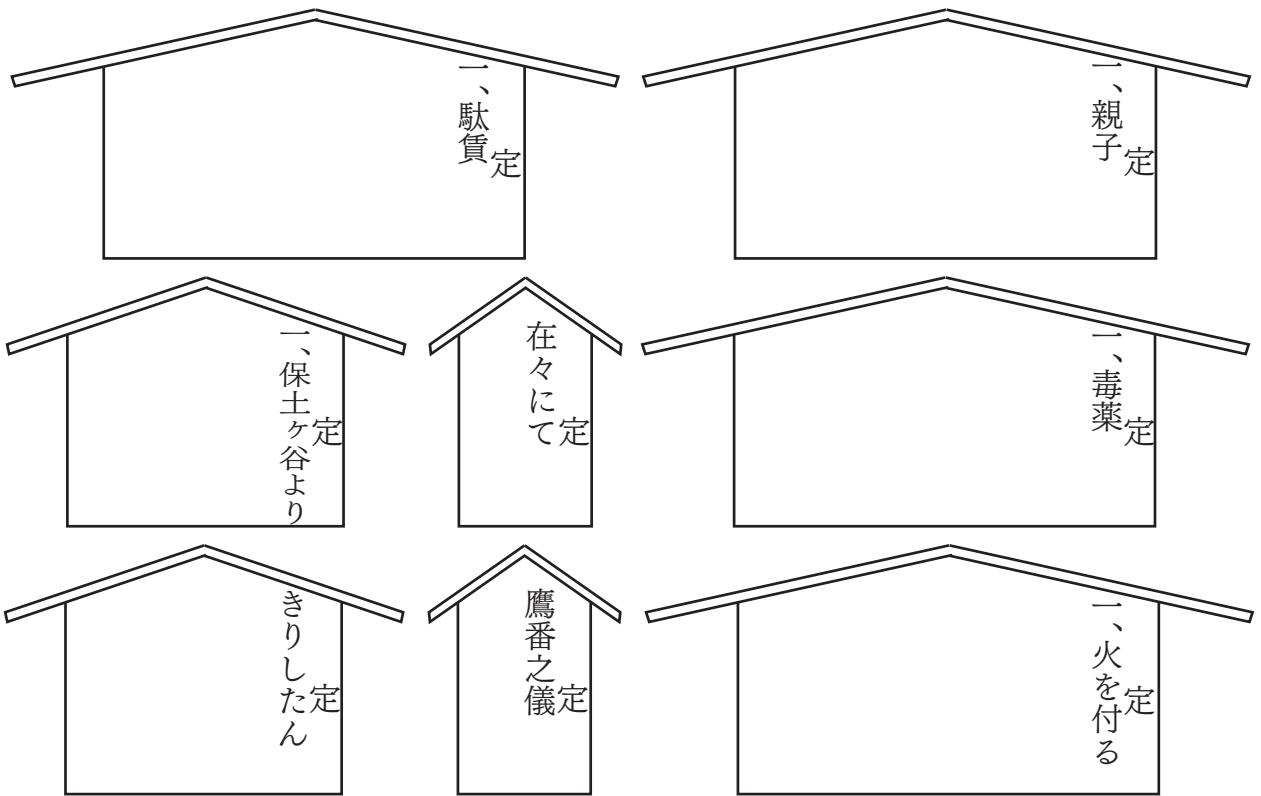 定
一、親子
定
一、駄賃
定
一、毒薬
定
在々にて
定
一、保土ヶ谷より
定
一、火を付る
定
鷹番之儀
定
きりしたん